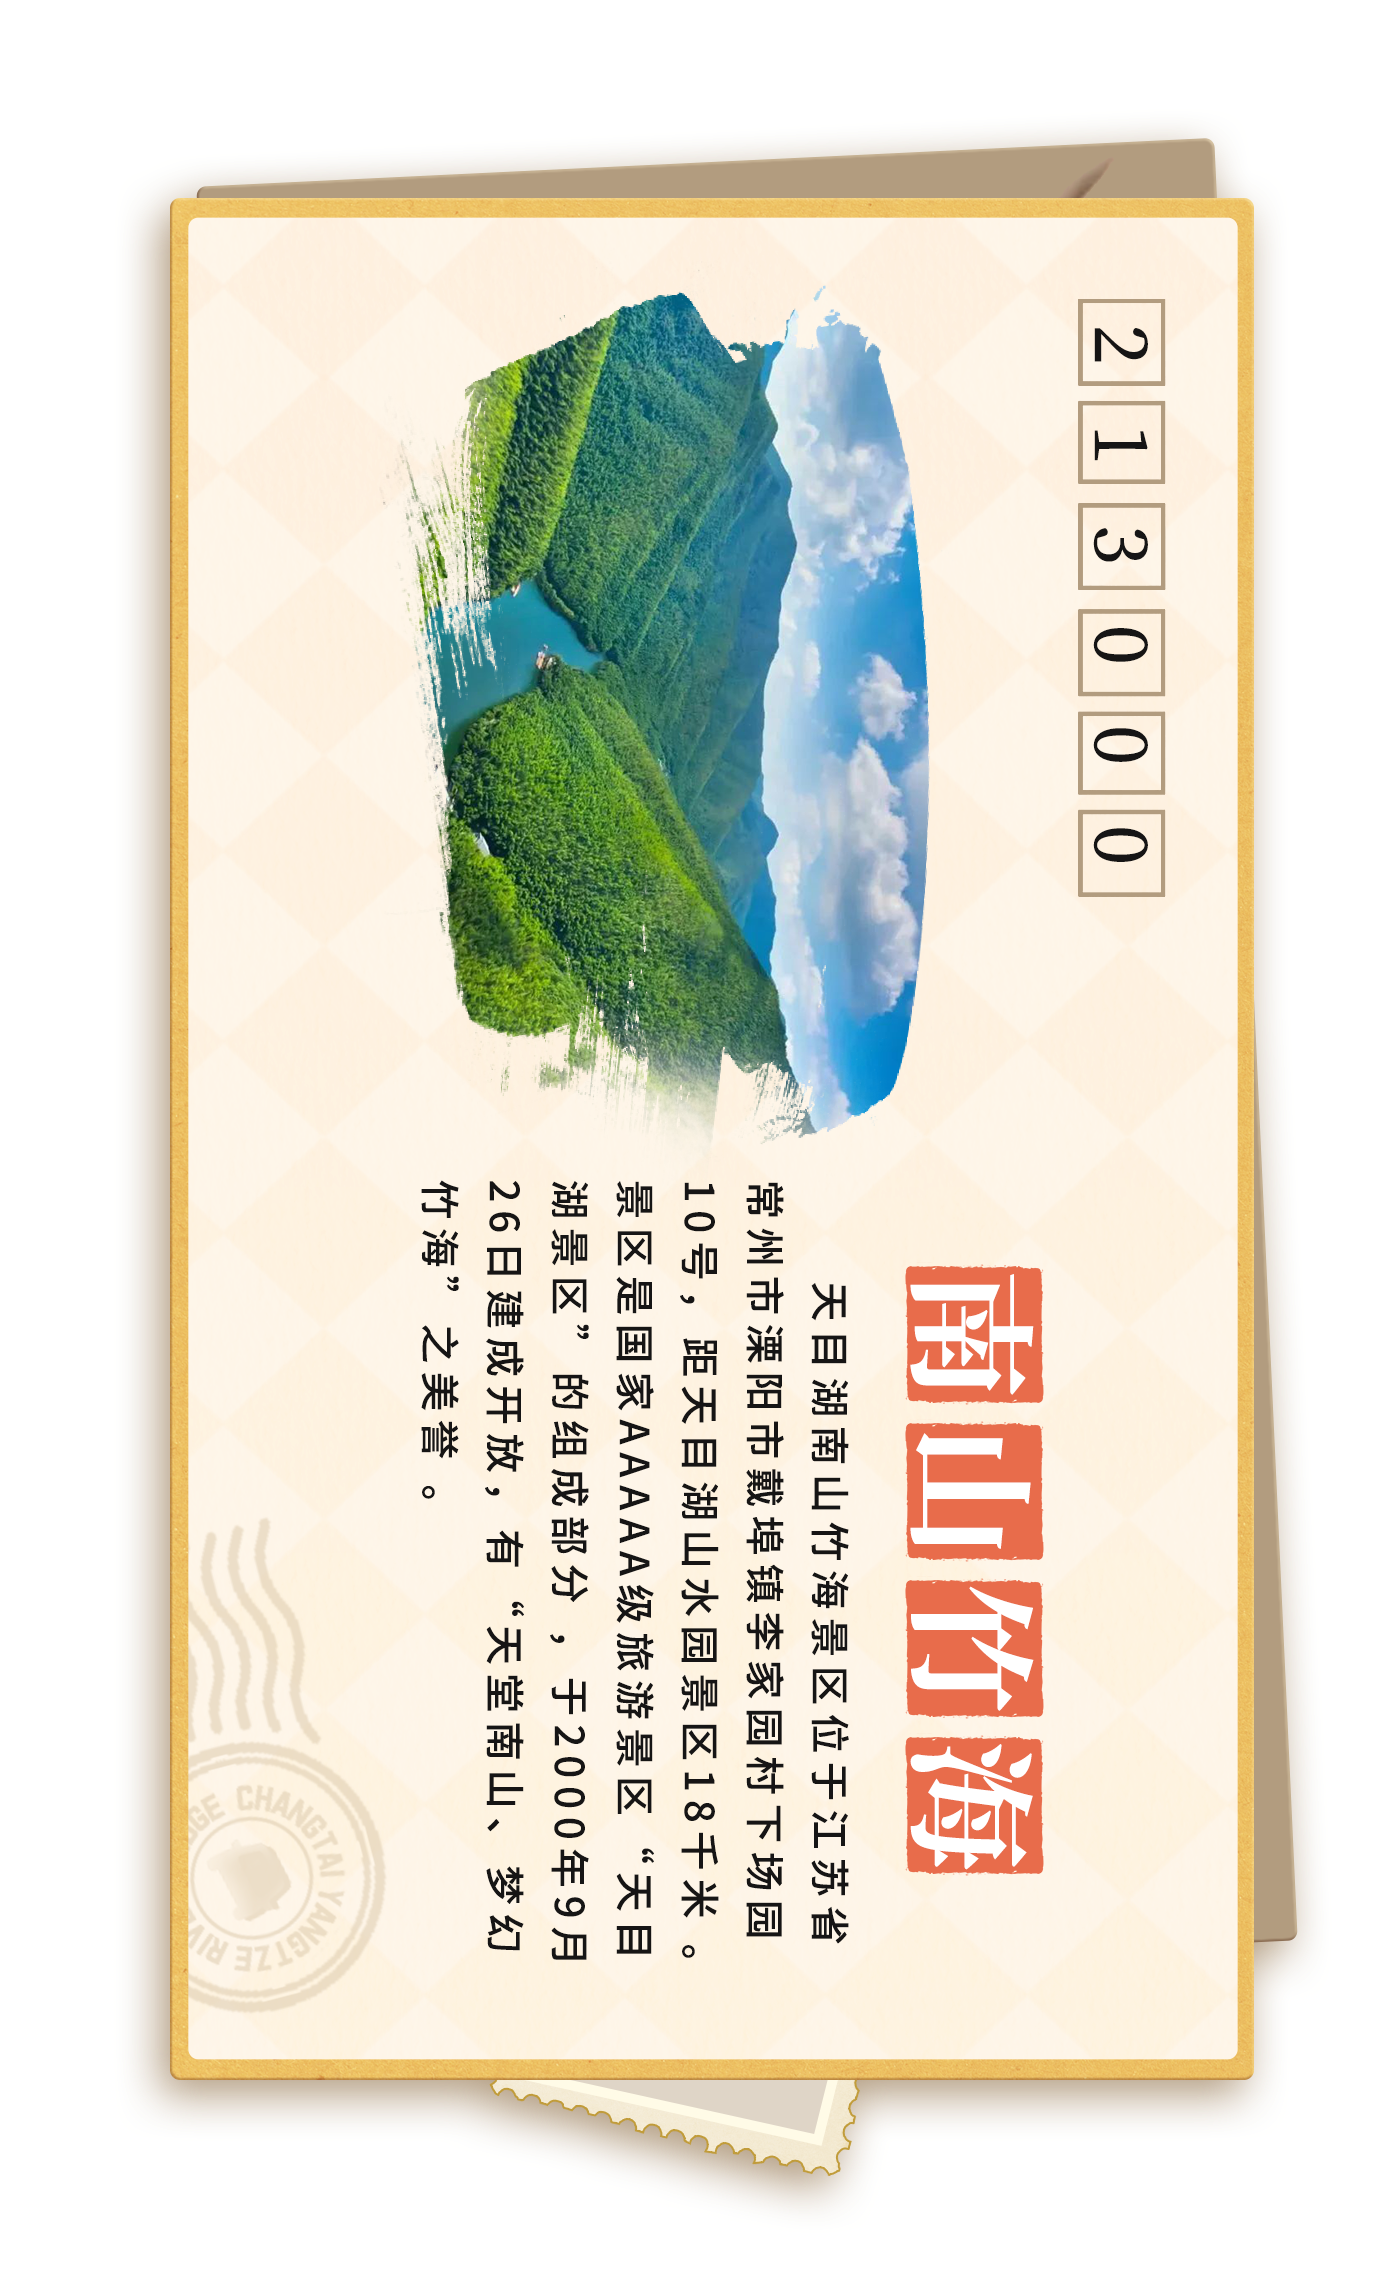 213000
南山竹海
天目湖南山竹海景区位于江苏省
常州市溧阳市戴埠镇李家园村下场园
10号，距天目湖山水园景区18千米。
景区是国家AAAAA级旅游景区“天目
湖景区”的组成部分，于2000年9月
26日建成开放，有“天堂南山、梦幻
竹海”之美誉。
CHANGTAI YANGTZE